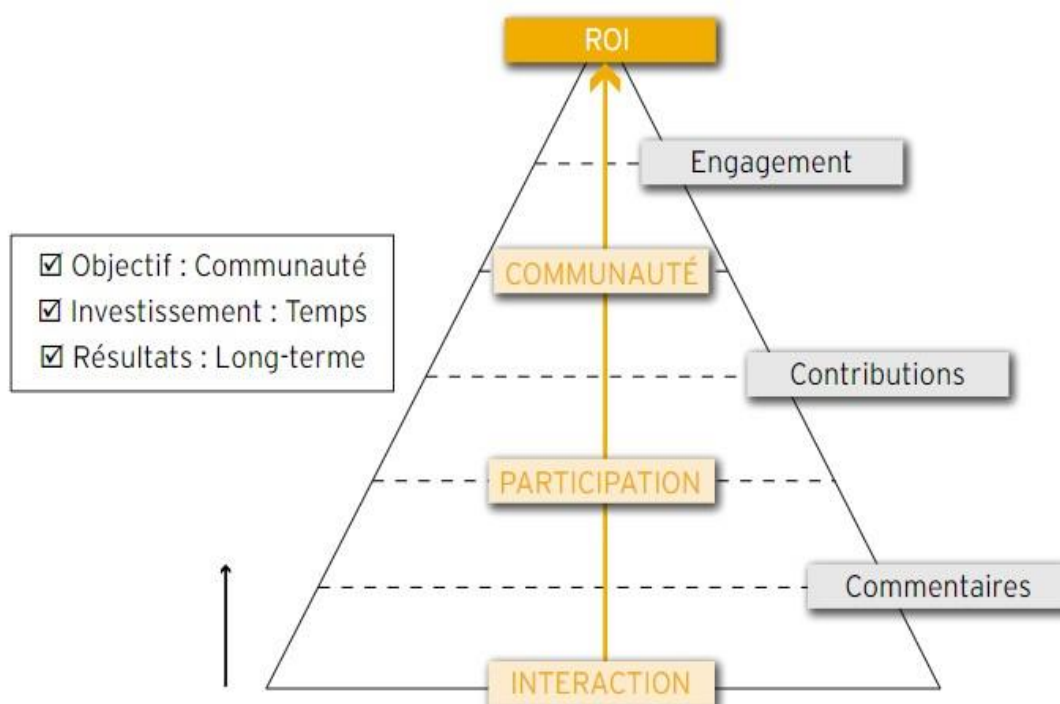 ROI
Engagement
COMMUNAUTÉ
☑ Objectif : Communauté
☑ Investissement : Temps
☑ Résultats : Long-terme
Contributions
PARTICIPATION
Commentaires
INTERACTION